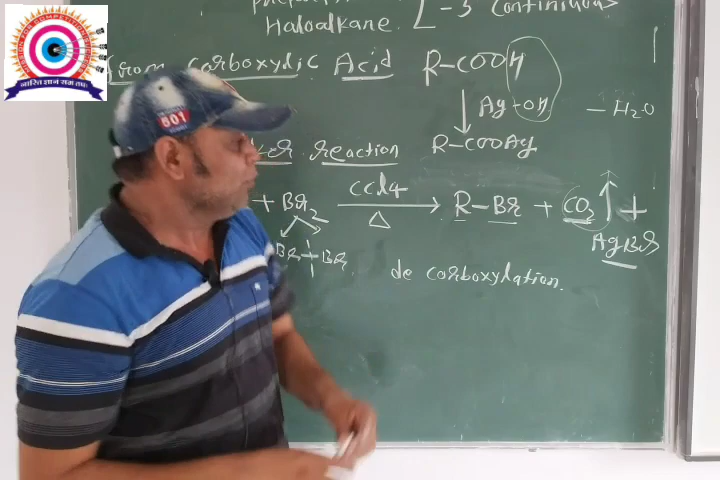 Haloalkane. L-3 Continuous
from carboxylic Acid R-COOH
Ag-OH - H2O
R-COOAg
reaction
+ Br2 CCl4 △ R-Br + CO2 ↑ +
AgBr
Br + Br
de carboxylation.
501